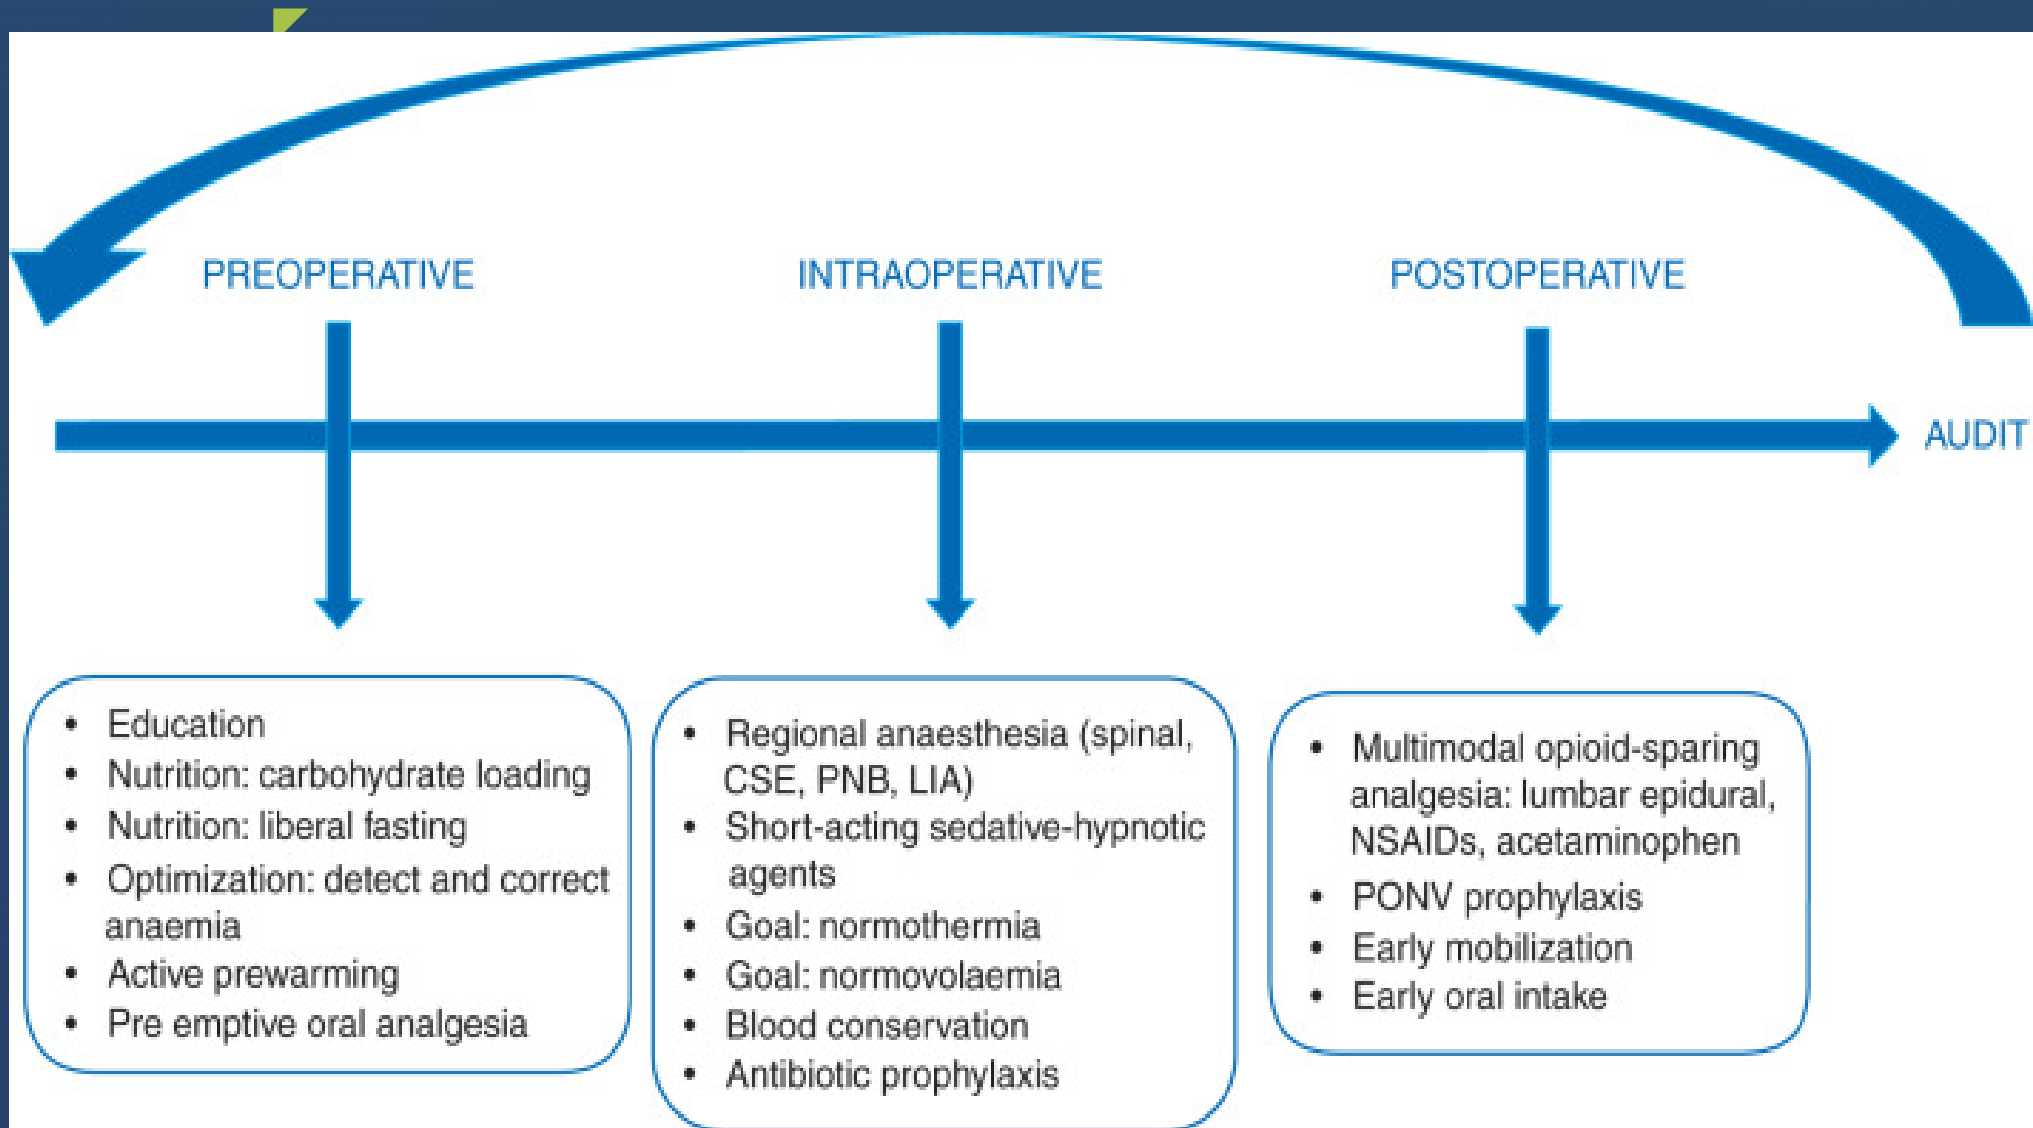 PREOPERATIVE
INTRAOPERATIVE
POSTOPERATIVE
AUDIT
• Education
• Nutrition: carbohydrate loading
• Nutrition: liberal fasting
• Optimization: detect and correct
anaemia
• Active prewarming
• Pre emptive oral analgesia
• Regional anaesthesia (spinal,
CSE, PNB, LIA)
• Short-acting sedative-hypnotic
agents
• Goal: normothermia
• Goal: normovolaemia
• Blood conservation
• Antibiotic prophylaxis
• Multimodal opioid-sparing
analgesia: lumbar epidural,
NSAIDs, acetaminophen
• PONV prophylaxis
• Early mobilization
• Early oral intake